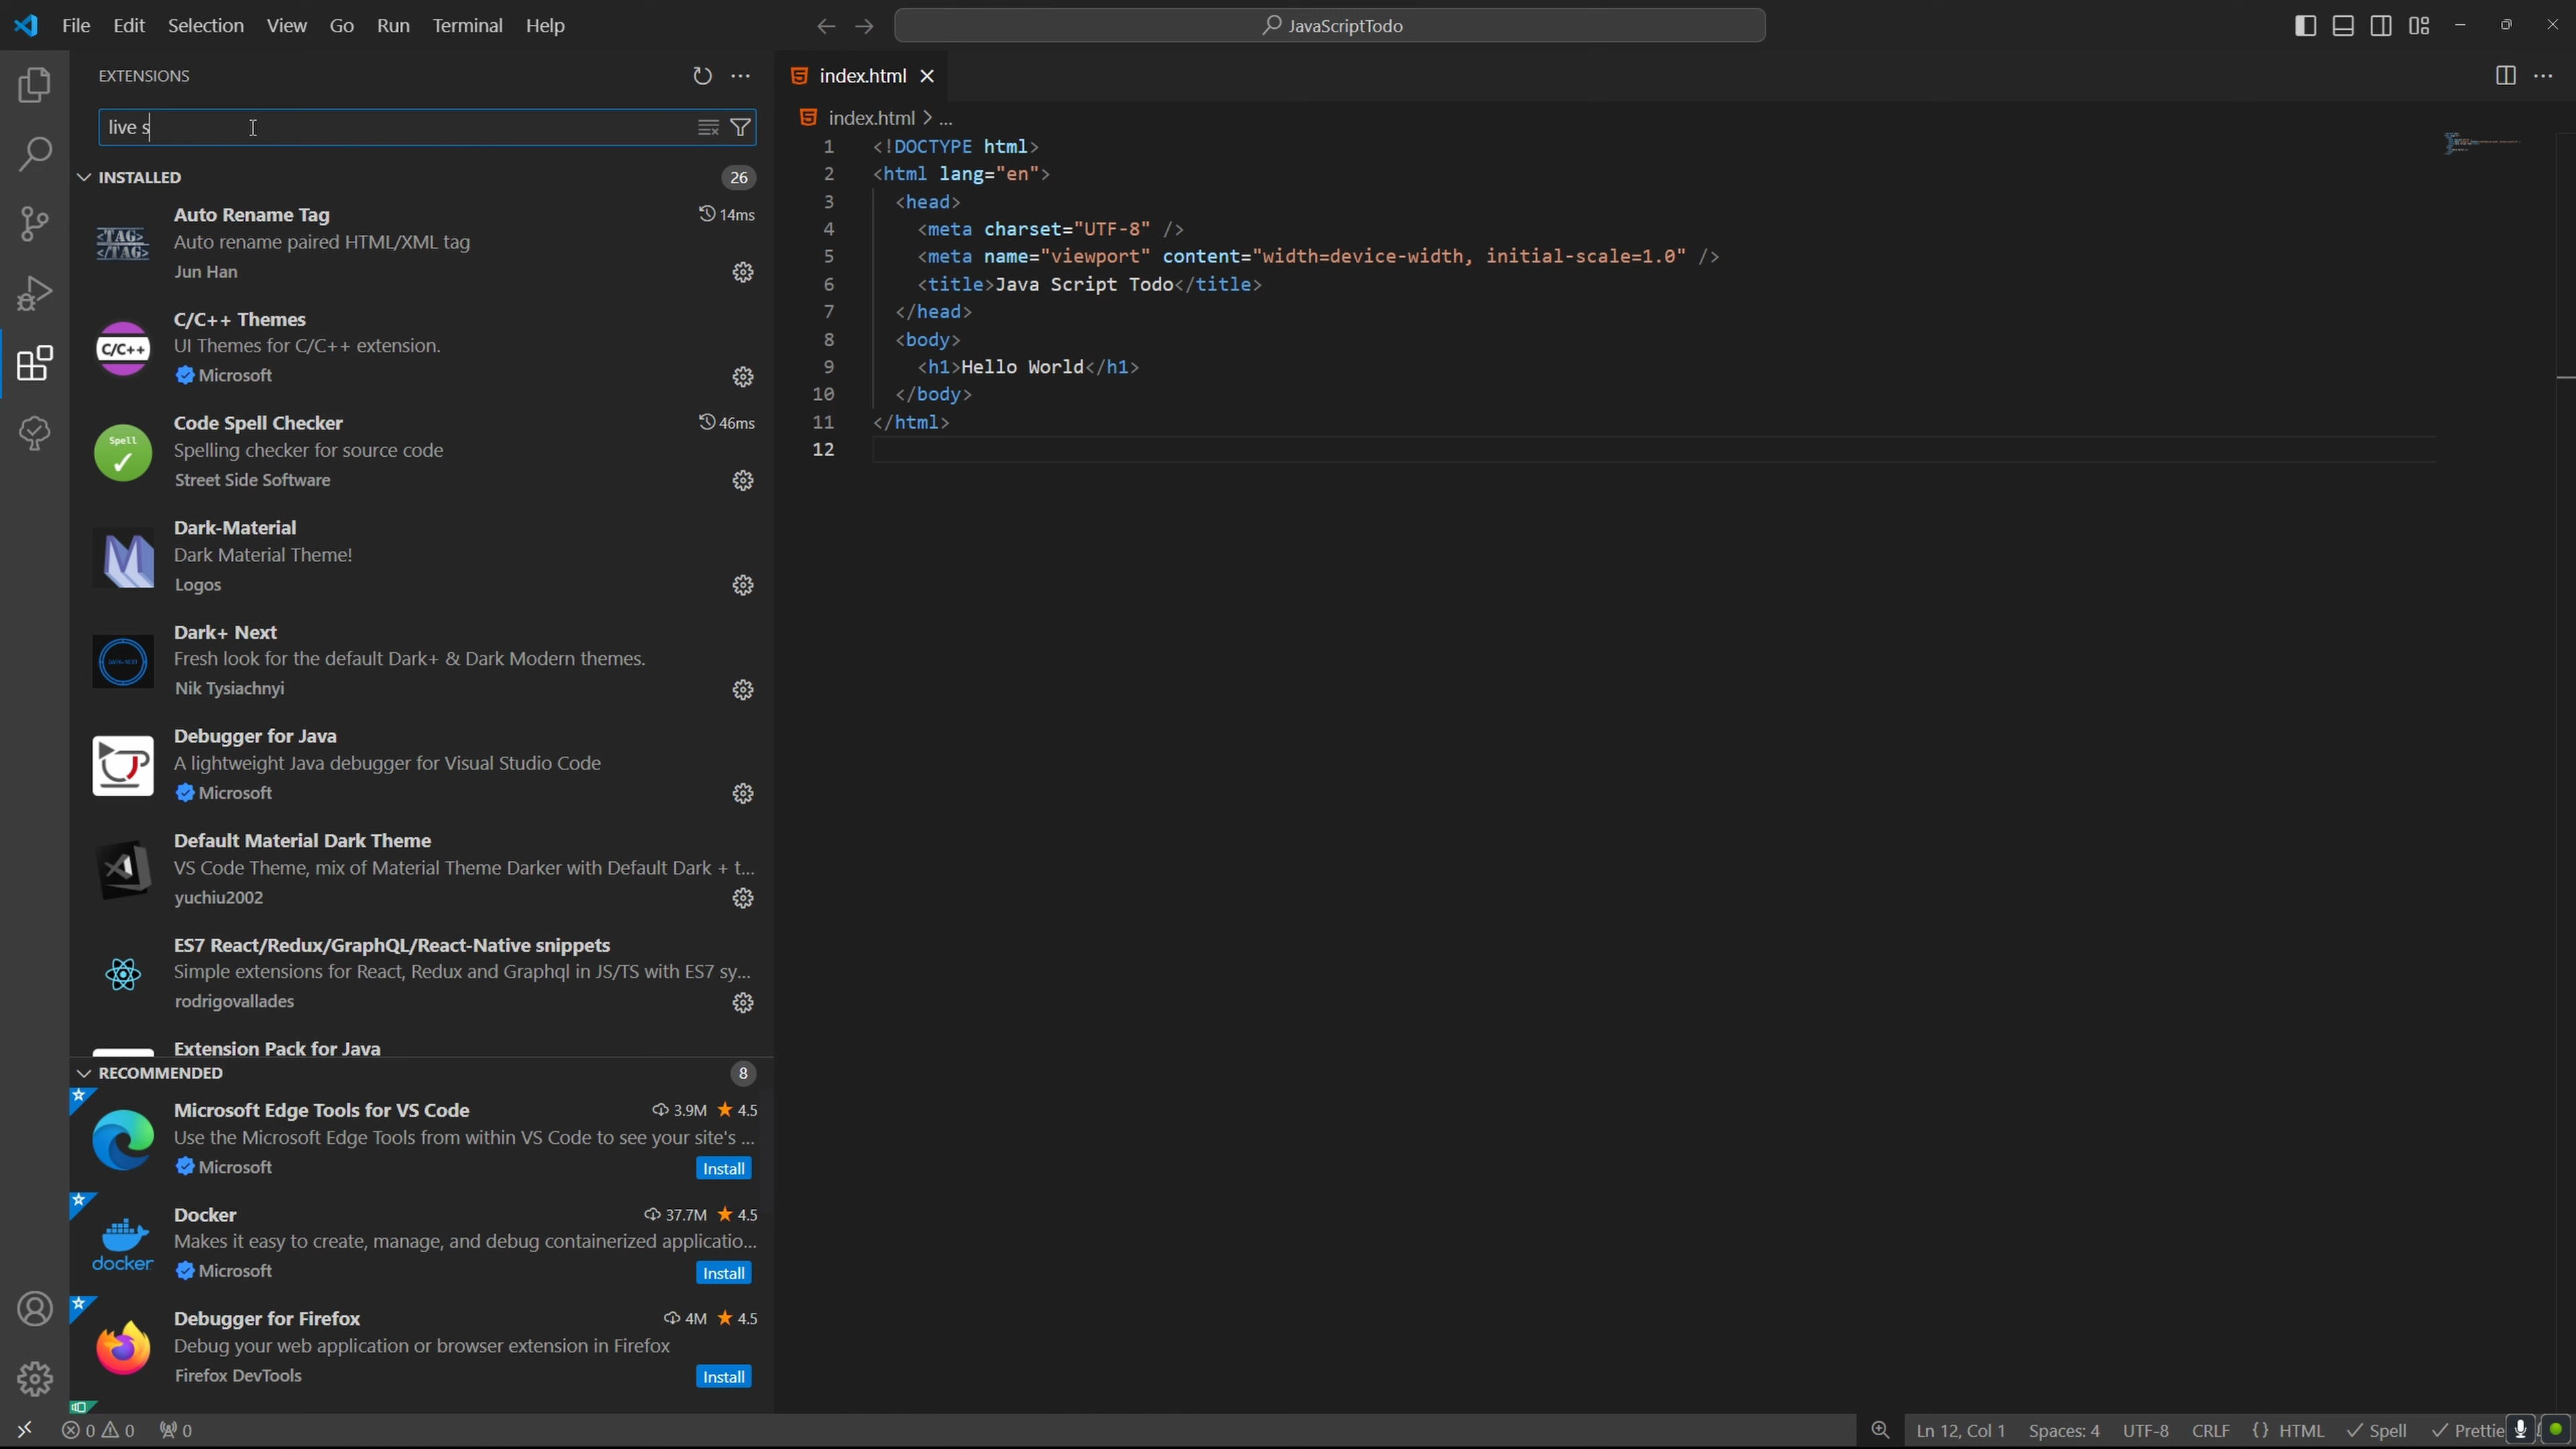 File Edit Selection View Go Run Terminal Help
JavaScriptTodo
EXTENSIONS
live s
INSTALLED 26
Auto Rename Tag 14ms
Auto rename paired HTML/XML tag
Jun Han
<TAG>
</TAG>
C/C++ Themes
UI Themes for C/C++ extension.
Microsoft
C/C++
Code Spell Checker 46ms
Spelling checker for source code
Street Side Software
Spell
Dark-Material
Dark Material Theme!
Logos
Dark+ Next
Fresh look for the default Dark+ & Dark Modern themes.
Nik Tysiachnyi
Debugger for Java
A lightweight Java debugger for Visual Studio Code
Microsoft
Default Material Dark Theme
VS Code Theme, mix of Material Theme Darker with Default Dark + t...
yuchiu2002
ES7 React/Redux/GraphQL/React-Native snippets
Simple extensions for React, Redux and Graphql in JS/TS with ES7 sy...
rodrigovallades
Extension Pack for Java
RECOMMENDED 8
Microsoft Edge Tools for VS Code 3.9M 4.5
Use the Microsoft Edge Tools from within VS Code to see your site's ...
Microsoft Install
Docker 37.7M 4.5
Makes it easy to create, manage, and debug containerized applicatio...
docker
Microsoft Install
Debugger for Firefox 4M 4.5
Debug your web application or browser extension in Firefox
Firefox DevTools Install
index.html
index.html > ...
1 <!DOCTYPE html>
2 <html lang="en">
3 <head>
4 <meta charset="UTF-8" />
5 <meta name="viewport" content="width=device-width, initial-scale=1.0" />
6 <title>Java Script Todo</title>
7 </head>
8 <body>
9 <h1>Hello World</h1>
10 </body>
11 </html>
12
0 0 0
Ln 12, Col 1 Spaces: 4 UTF-8 CRLF {} HTML Spell Prettie